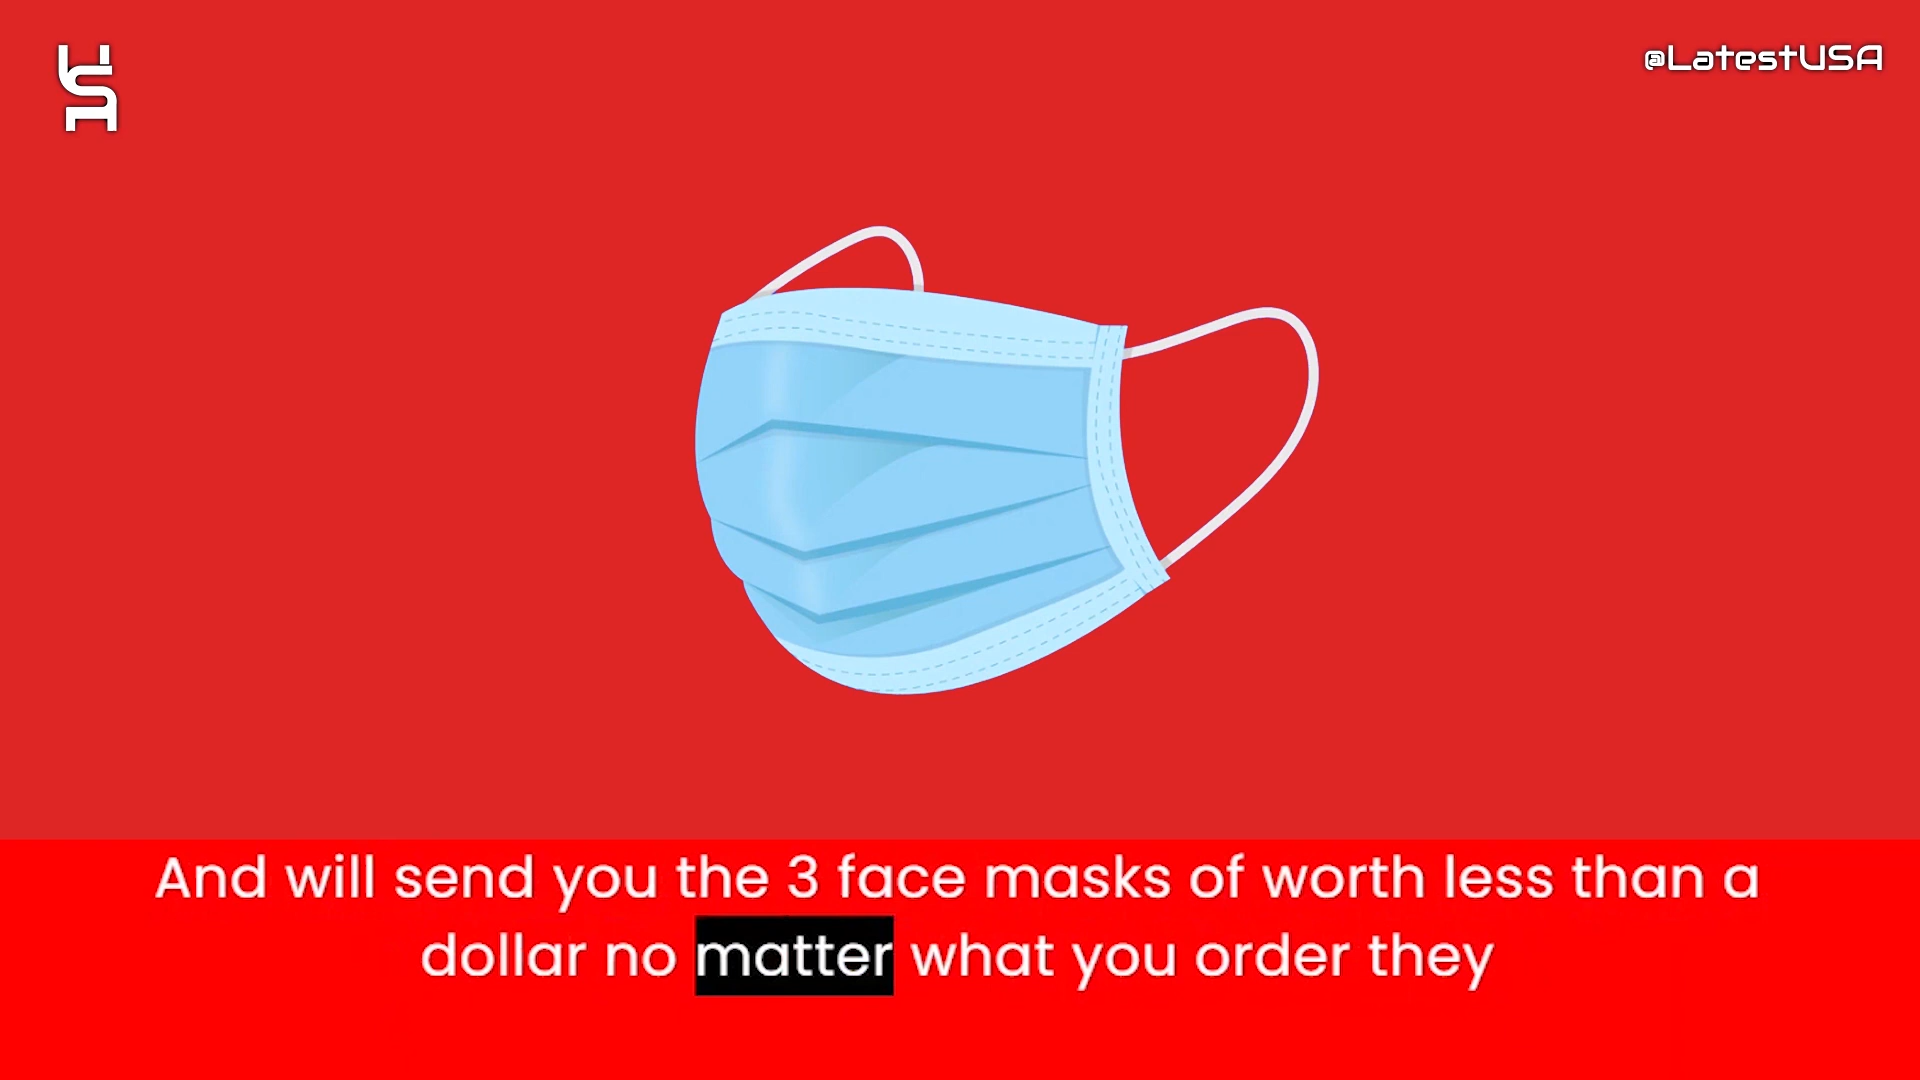 USA
@LatestUSA
And will send you the 3 face masks of worth less than a
dollar no matter what you order they